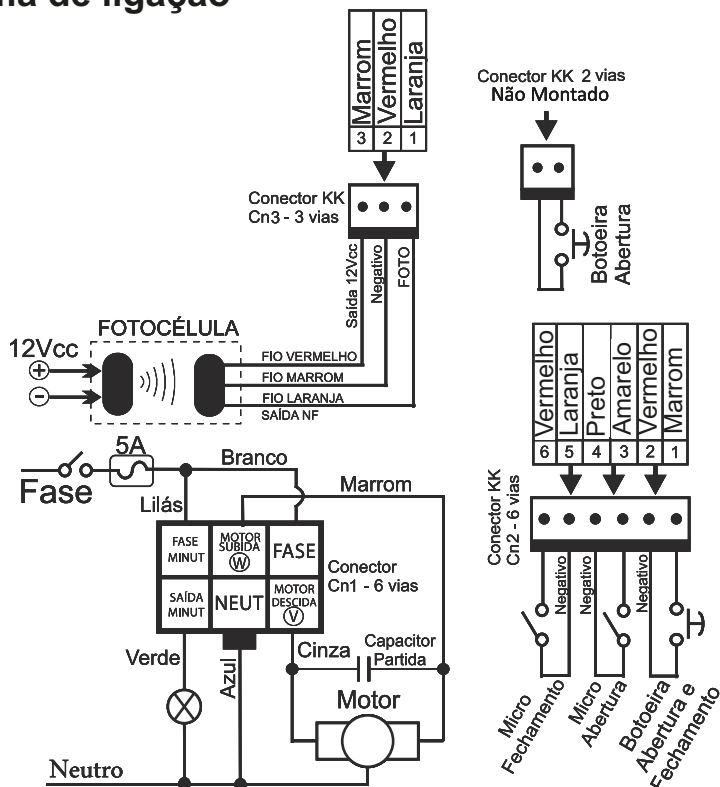 de ligação
Marrom
Vermelho
Laranja
3 2 1
Conector KK
Cn3 - 3 vias
Saída 12Vcc
Negativo
FOTO
Conector KK 2 vias
Não Montado
Botoeira
Abertura
FOTOCÉLULA
12Vcc
+
-
FIO VERMELHO
FIO MARROM
FIO LARANJA
SAÍDA NF
5A
Fase
Branco
Lilás
Marrom
FASE
MINUT
MOTOR
SUBIDA
W
FASE
SAÍDA
MINUT
NEUT
MOTOR
DESCIDA
V
Conector
Cn1 - 6 vias
Verde
Azul
Cinza
Capacitor
Partida
Motor
Neutro
Vermelho
Laranja
Preto
Amarelo
Vermelho
Marrom
6 5 4 3 2 1
Conector KK
Cn2 - 6 vias
Negativo
Negativo
Negativo
Micro
Fechamento
Micro
Abertura
Botoeira
Abertura e
Fechamento